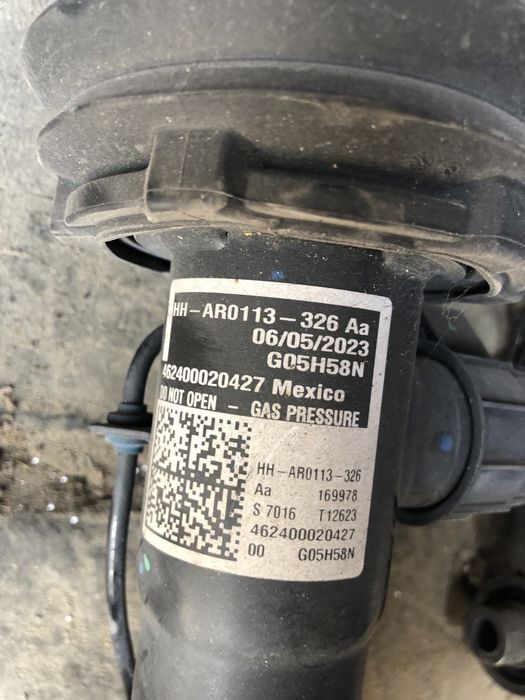 HH-AR0113-326 Aa
06/05/2023
G05H58N
462400020427 Mexico
DO NOT OPEN - GAS PRESSURE
HH-AR0113-326
Aa 169978
S 7016 T12623
462400020427
00 G05H58N